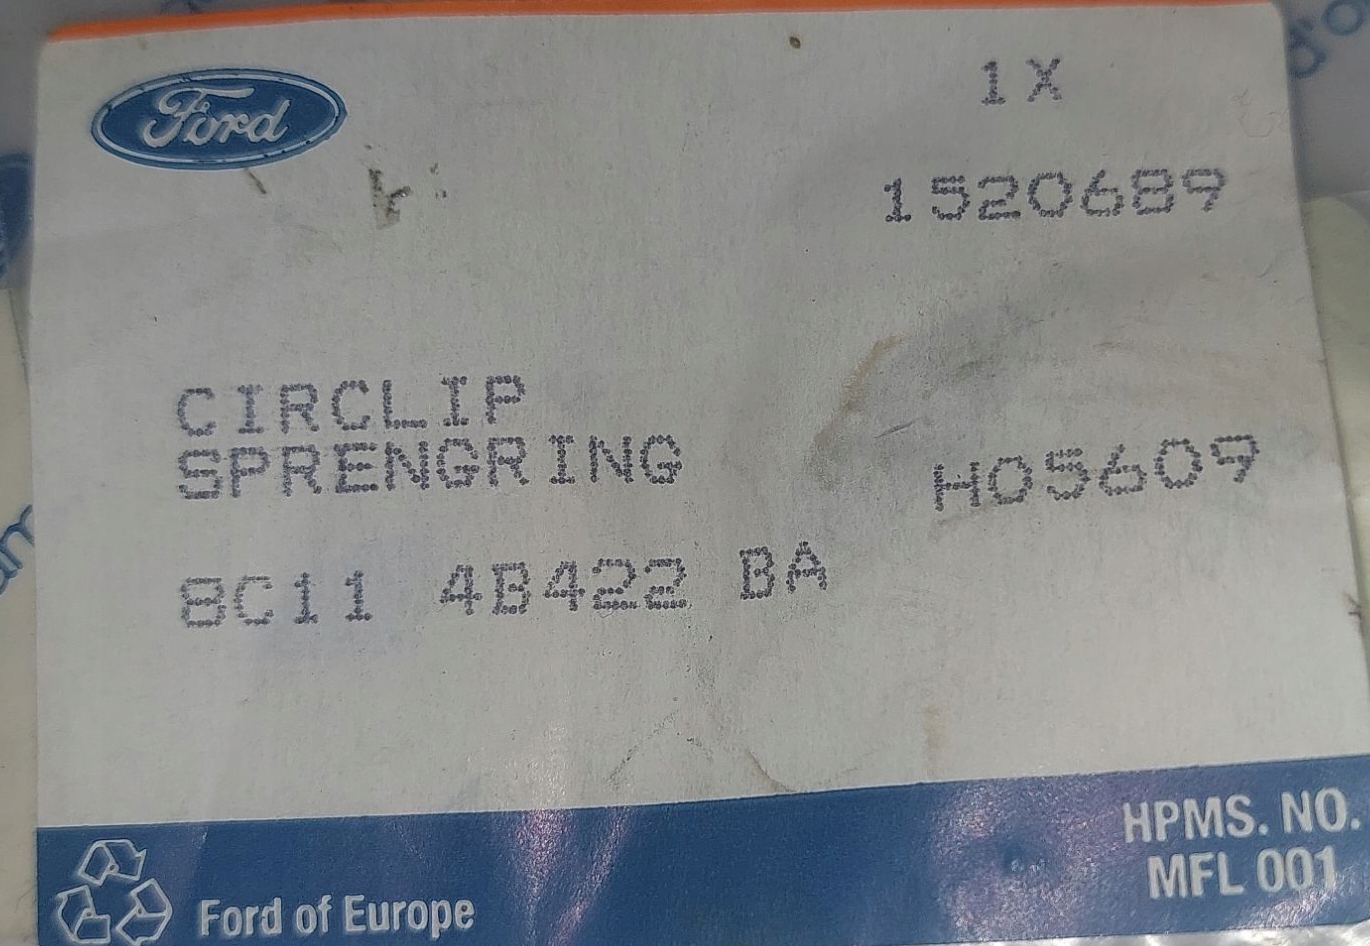 Ford
1X
1520689
CIRCLIP
SPRENGRING
H05609
8C11 4B422 BA
HPMS. NO.
MFL 001
Ford of Europe